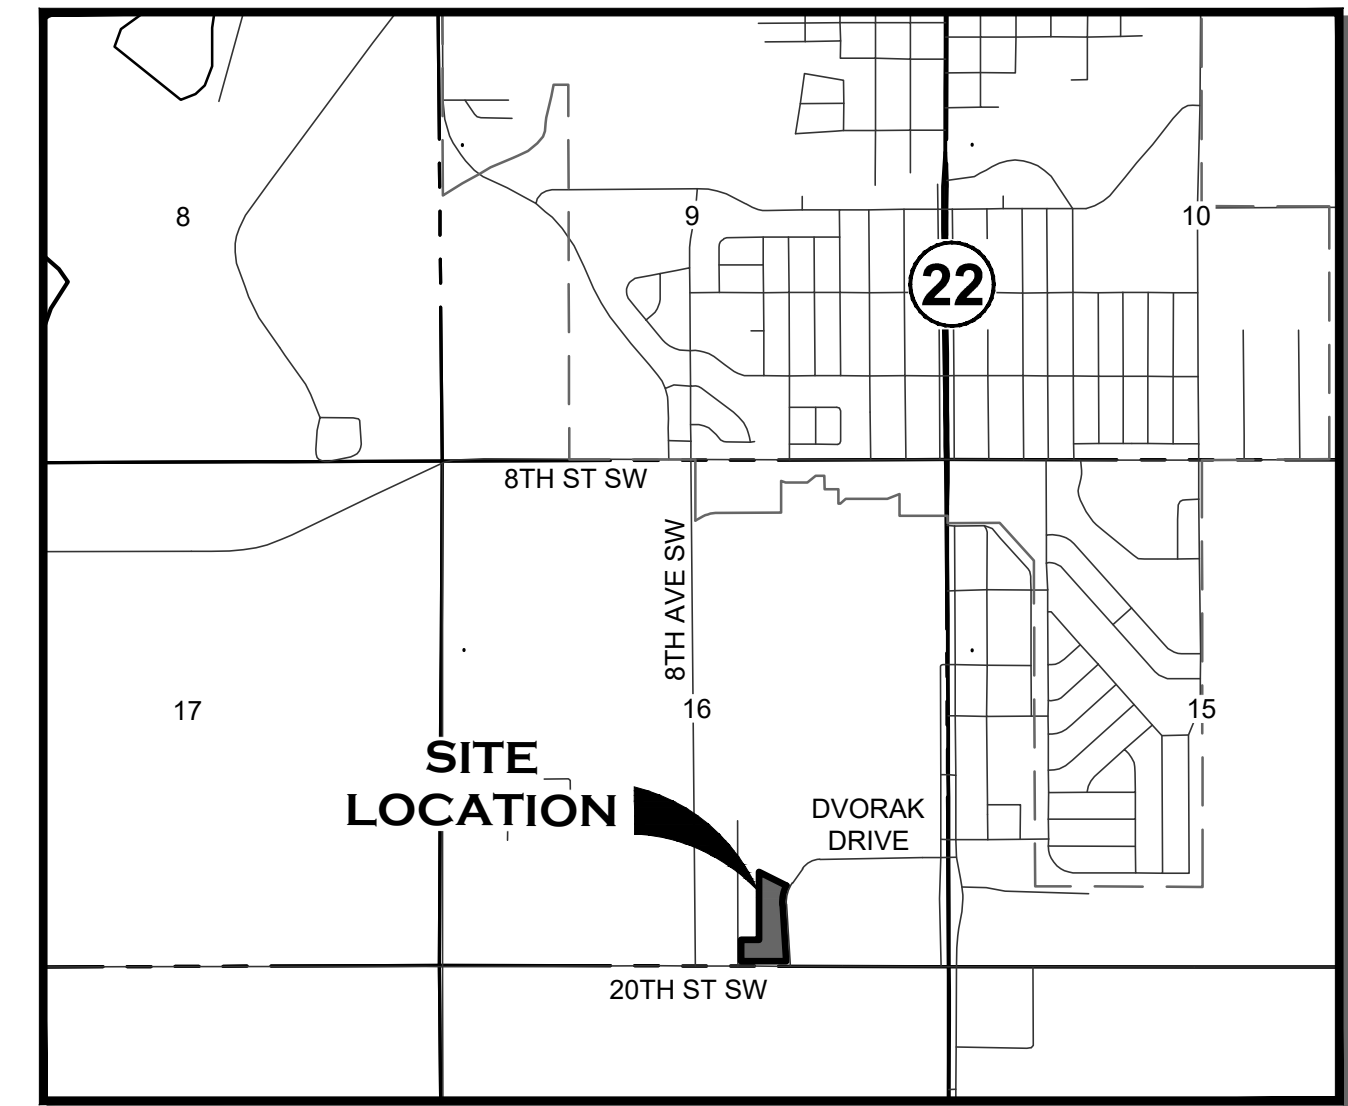 8
9
10
22
8TH ST SW
8TH AVE SW
17
16
15
SITE
LOCATION
DVORAK
DRIVE
20TH ST SW